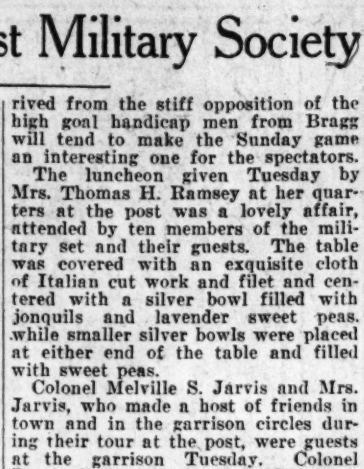 st Military Society
rived from the stiff opposition of the
high goal handicap men from Bragg
will tend to make the Sunday game
an interesting one for the spectators.
The luncheon given Tuesday by
Mrs. Thomas H. Ramsey at her quar-
ters at the post was a lovely affair,
attended by ten members of the mili-
tary set and their guests. The table
was covered with an exquisite cloth
of Italian cut work and filet and cen-
tered with a silver bowl filled with
jonquils and lavender sweet peas.
while smaller silver bowls were placed
at either end of the table and filled
with sweet peas.
Colonel Melville S. Jarvis and Mrs.
Jarvis, who made a host of friends in
town and in the garrison circles dur-
ing their tour at the post, were guests
at the garrison Tuesday. Colonel